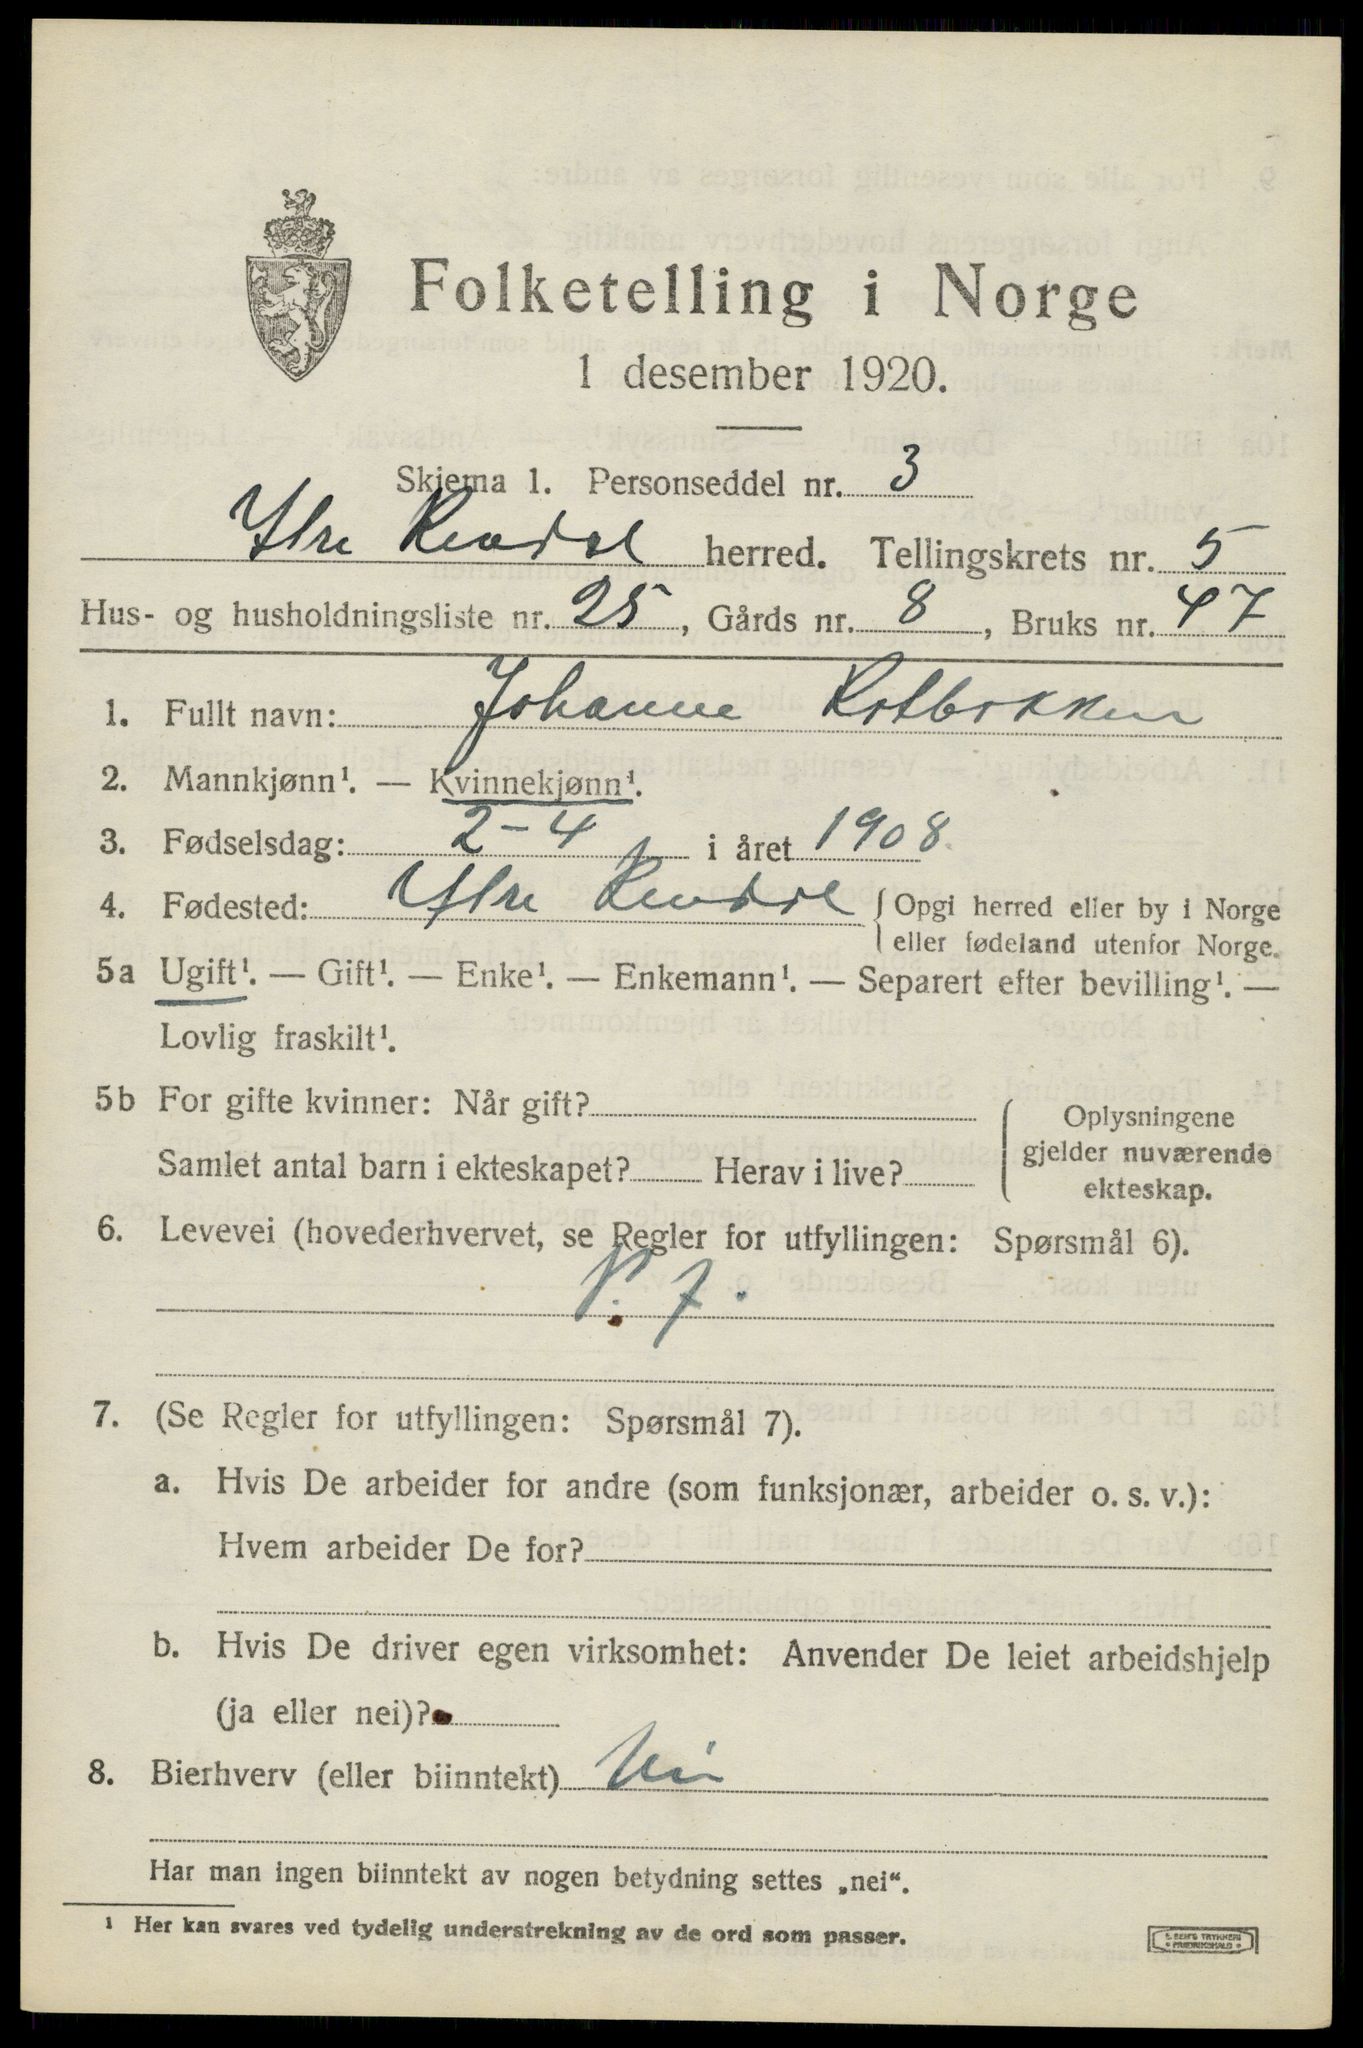 Folketelling i Norge
1 desember 1920.
Skjema 1. Personseddel nr. 3
Ytre Rendal herred. Tellingskrets nr. 5
Hus- og husholdningsliste nr. 25, Gårds nr. 8, Bruks nr. 47
1. Fullt navn: Johanne Rotbakken
2. Mannkjønn¹. — Kvinnekjønn¹.
3. Fødselsdag: 2-4 i året 1908
4. Fødested: Ytre Rendal { Opgi herred eller by i Norge
eller fødeland utenfor Norge.
5a Ugift¹. — Gift¹. — Enke¹. — Enkemann¹. — Separert efter bevilling¹. —
Lovlig fraskilt¹.
5b For gifte kvinner: Når gift?
Samlet antal barn i ekteskapet? Herav i live?
Oplysningene
gjelder nuværende
ekteskap.
6. Levevei (hovederhvervet, se Regler for utfyllingen: Spørsmål 6).
7. (Se Regler for utfyllingen: Spørsmål 7).
a. Hvis De arbeider for andre (som funksjonær, arbeider o. s. v.):
Hvem arbeider De for?
b. Hvis De driver egen virksomhet: Anvender De leiet arbeidshjelp
(ja eller nei)?
8. Bierhverv (eller biinntekt) Nei
Har man ingen biinntekt av nogen betydning settes „nei“.
¹ Her kan svares ved tydelig understrekning av de ord som passer.